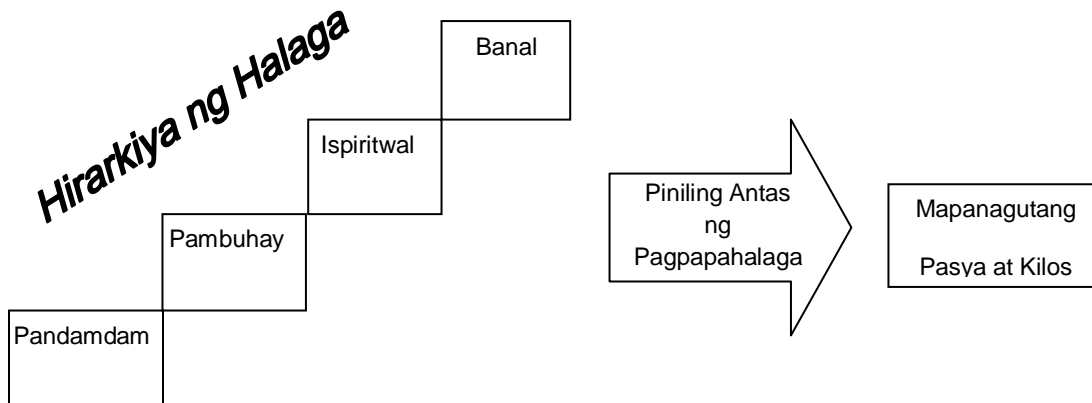 Hirarkiya ng Halaga
Banal
Ispiritwal
Pambuhay
Pandamdam
Piniling Antas
ng
Pagpapahalaga
Mapanagutang
Pasya at Kilos